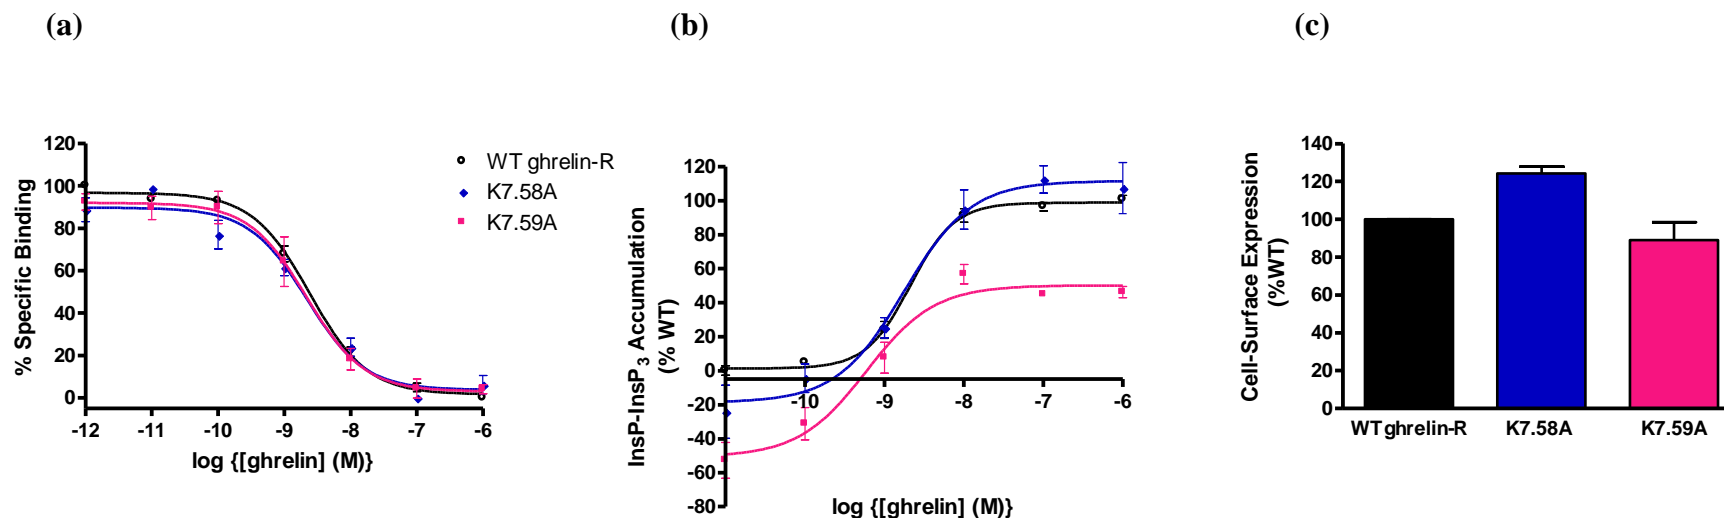 (a)
(b)
(c)
% Specific Binding
120
100
80
60
40
20
0
-12 -11 -10 -9 -8 -7 -6
log {[ghrelin] (M)}
WT ghrelin-R
K7.58A
K7.59A
InsP-InsP3 Accumulation
(% WT)
120
100
80
60
40
20
0
-20
-40
-60
-80
-10 -9 -8 -7 -6
log {[ghrelin] (M)}
Cell-Surface Expression
(%WT)
140
120
100
80
60
40
20
0
WT ghrelin-R K7.58A K7.59A